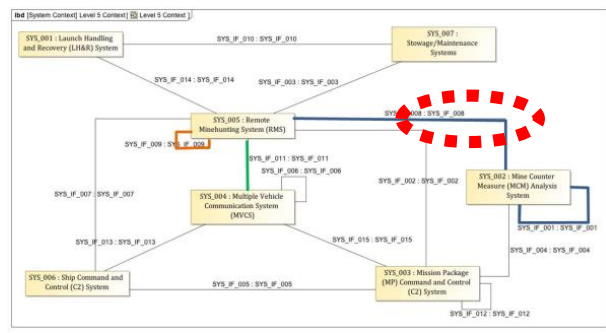 ibd [System Context] Level 5 Context [ Level 5 Context ]
SYS_IF_010 : SYS_IF_010
SYS_001 : Launch Handling
and Recovery (LH&R) System
SYS_007 :
Stowage/Maintenance
Systems
SYS_IF_014 : SYS_IF_014
SYS_IF_003 : SYS_IF_003
SYS_IF_008 : SYS_IF_008
SYS_005 : Remote
Minehunting System (RMS)
SYS_IF_009 : SYS_IF_009
SYS_IF_011 : SYS_IF_011
SYS_IF_006 : SYS_IF_006
SYS_IF_002 : SYS_IF_002
SYS_002 : Mine Counter
Measure (MCM) Analysis
System
SYS_IF_007 : SYS_IF_007
SYS_004 : Multiple Vehicle
Communication System
(MVCS)
SYS_IF_001 : SYS_IF_001
SYS_IF_013 : SYS_IF_013
SYS_IF_015 : SYS_IF_015
SYS_IF_004 : SYS_IF_004
SYS_006 : Ship Command and
Control (C2) System
SYS_IF_005 : SYS_IF_005
SYS_003 : Mission Package
(MP) Command and Control
(C2) System
SYS_IF_012 : SYS_IF_012